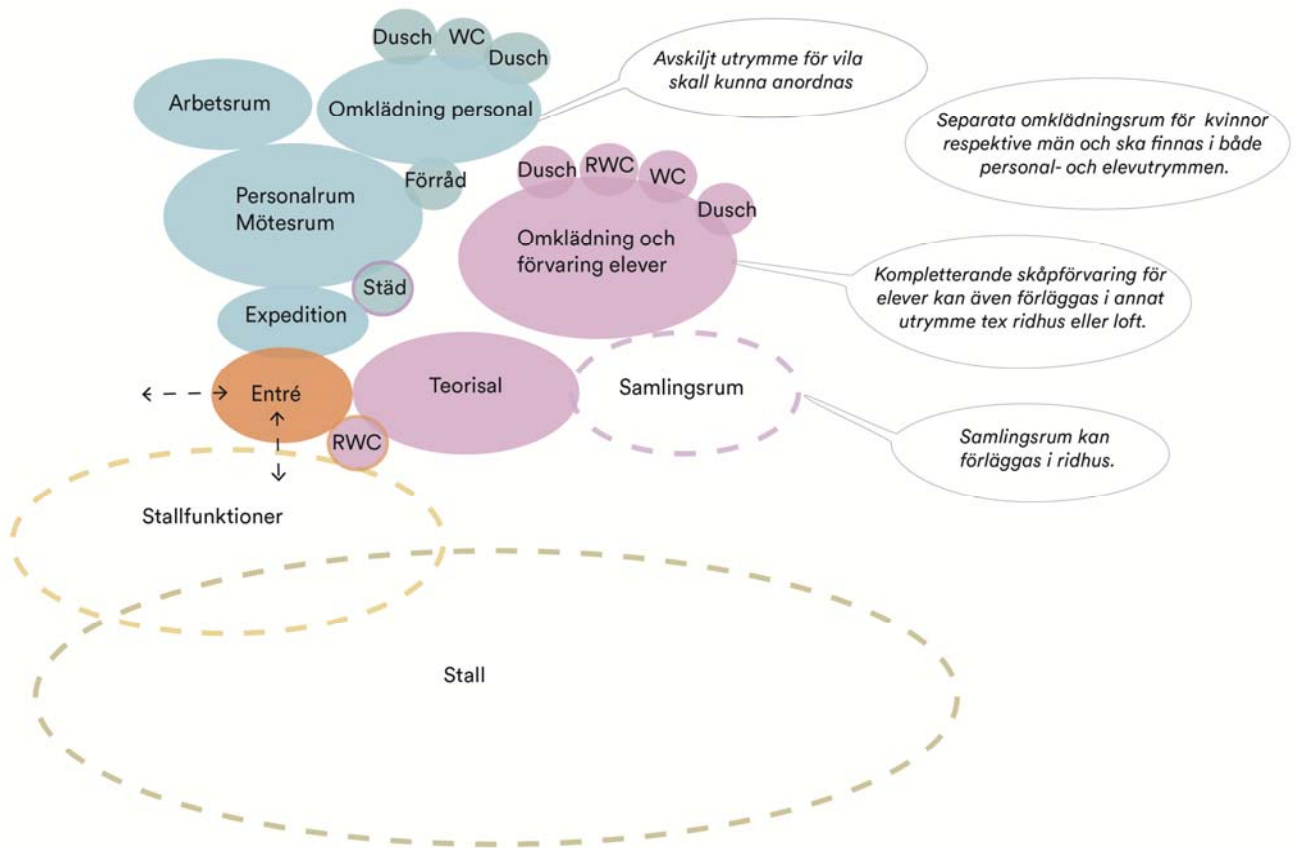 Dusch
WC
Dusch
Arbetsrum
Omklädning personal
Avskiljt utrymme för vila
skall kunna anordnas
Separata omklädningsrum för kvinnor
respektive män och ska finnas i både
personal- och elevutrymmen.
Förråd
Personalrum
Mötesrum
Dusch
RWC
WC
Dusch
Omklädning och
förvaring elever
Städ
Expedition
Kompletterande skåpförvaring för
elever kan även förläggas i annat
utrymme tex ridhus eller loft.
Entré
Teorisal
Samlingsrum
RWC
Samlingsrum kan
förläggas i ridhus.
Stallfunktioner
Stall